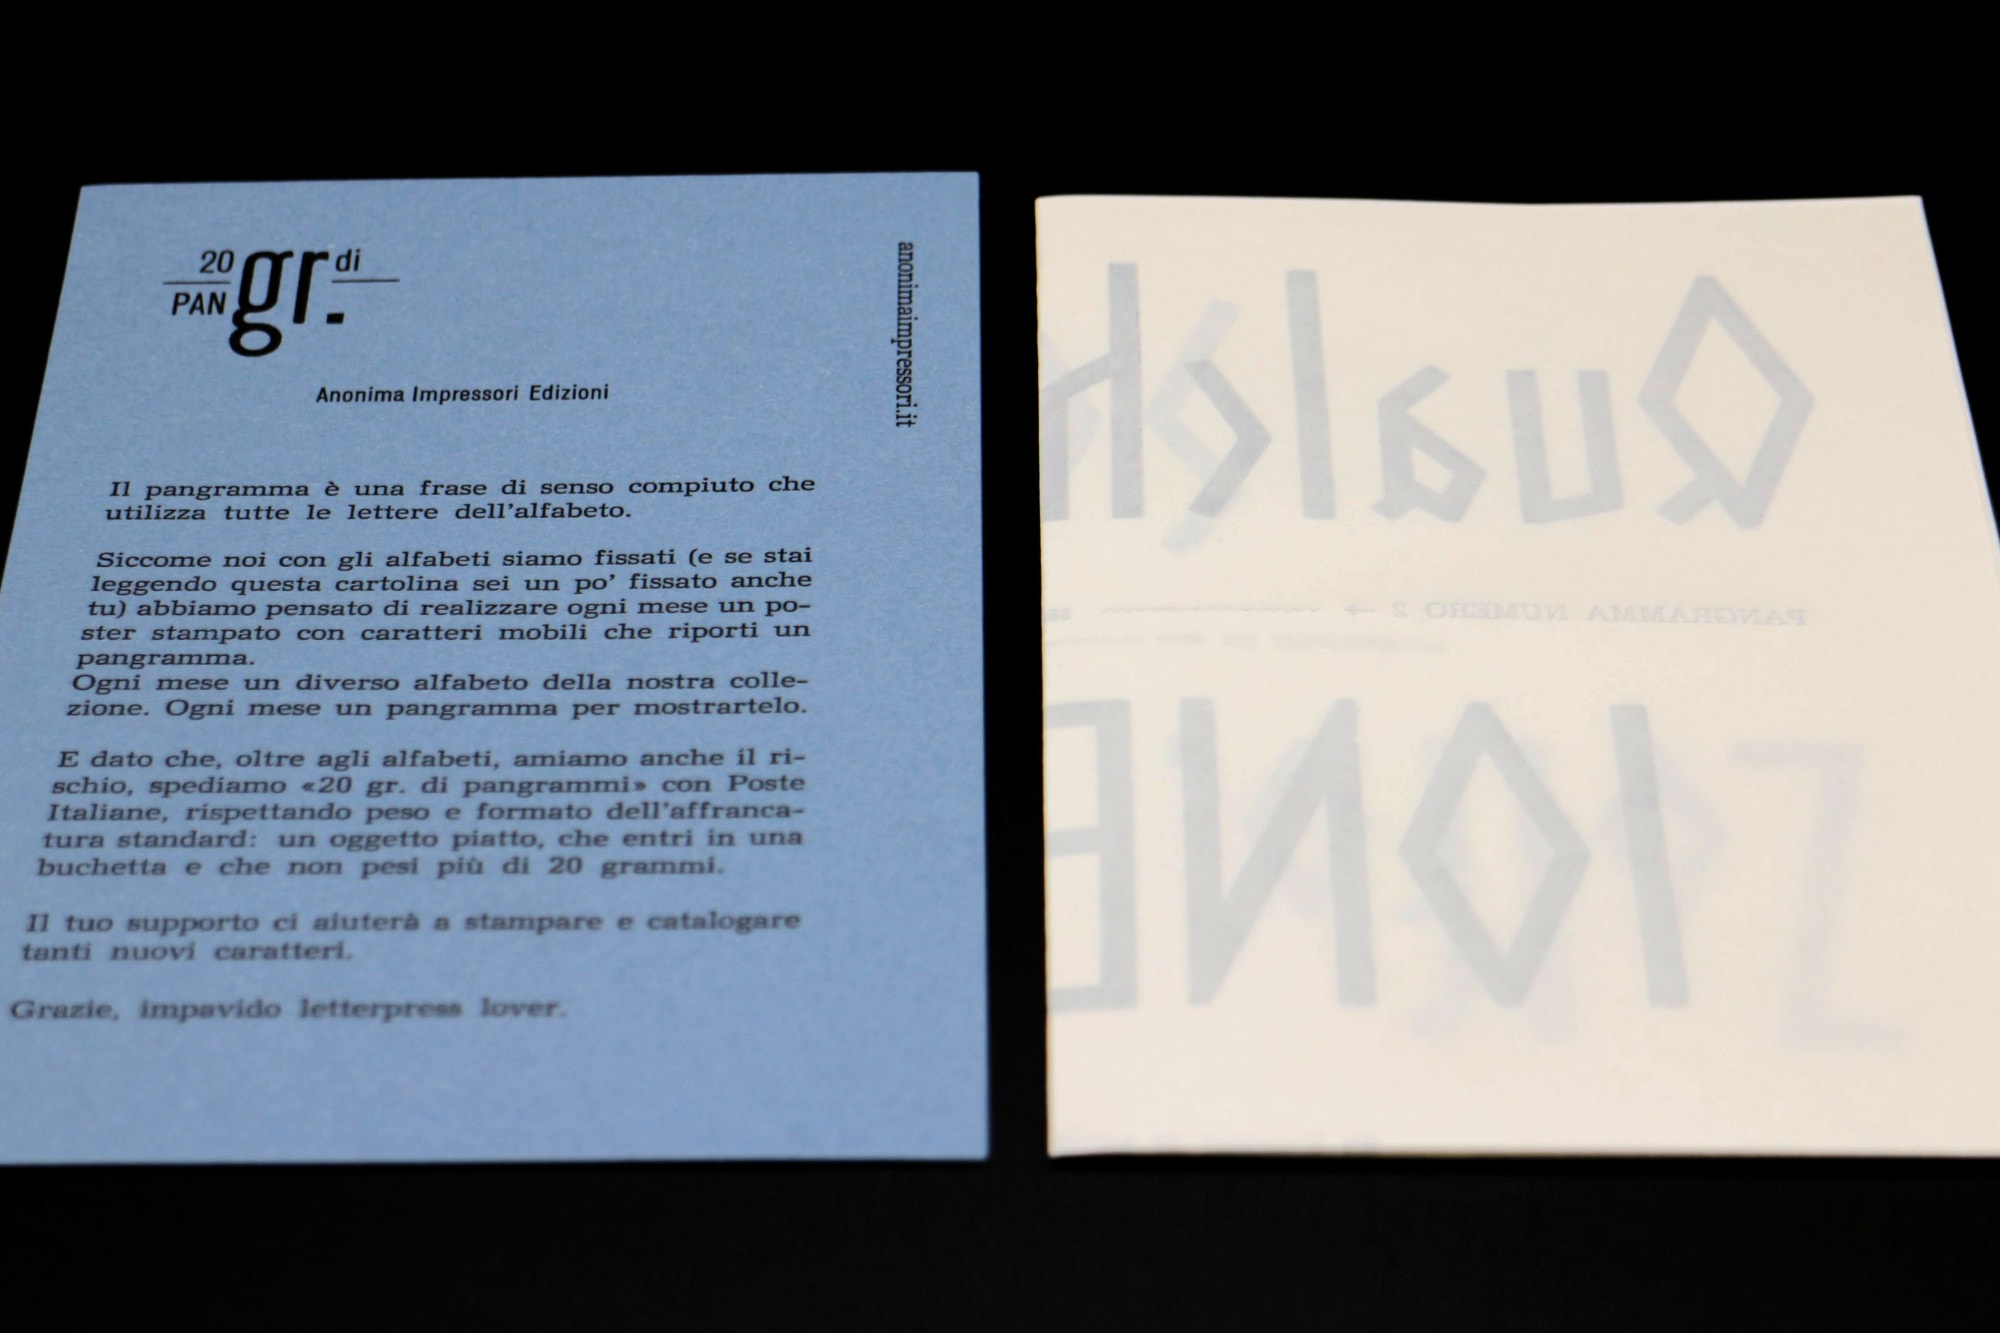 20 gr. di
PAN
anonimaimpressori.it
Anonima Impressori Edizioni
Il pangramma è una frase di senso compiuto che
utilizza tutte le lettere dell'alfabeto.
Siccome noi con gli alfabeti siamo fissati (e se stai
leggendo questa cartolina sei un po' fissato anche
tu) abbiamo pensato di realizzare ogni mese un po-
ster stampato con caratteri mobili che riporti un
pangramma.
Ogni mese un diverso alfabeto della nostra colle-
zione. Ogni mese un pangramma per mostrartelo.
E dato che, oltre agli alfabeti, amiamo anche il ri-
schio, spediamo «20 gr. di pangrammi» con Poste
Italiane, rispettando peso e formato dell'affranca-
tura standard: un oggetto piatto, che entri in una
buchetta e che non pesi più di 20 grammi.
Il tuo supporto ci aiuterà a stampare e catalogare
tanti nuovi caratteri.
Grazie, impavido letterpress lover.
Qualch
PANGRAMMA NUMERO 2 →
IONE